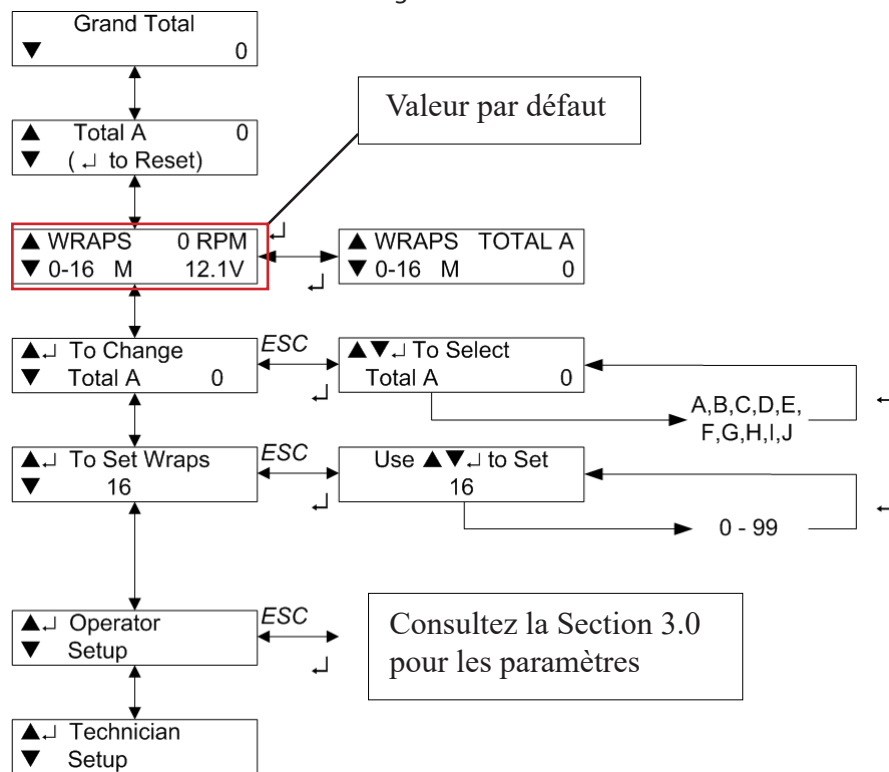 Grand Total
▼ 0
Valeur par défaut
▲ Total A 0
▼ (↵ to Reset)
▲ WRAPS 0 RPM
▼ 0-16 M 12.1V
↵
↵
▲ WRAPS TOTAL A
▼ 0-16 M 0
▲↵ To Change
▼ Total A 0
ESC
↵
▲▼↵ To Select
Total A 0
A,B,C,D,E,
F,G,H,I,J
▲↵ To Set Wraps
▼ 16
ESC
↵
Use ▲▼↵ to Set
16
0 - 99
▲↵ Operator
▼ Setup
ESC
↵
Consultez la Section 3.0
pour les paramètres
▲↵ Technician
▼ Setup